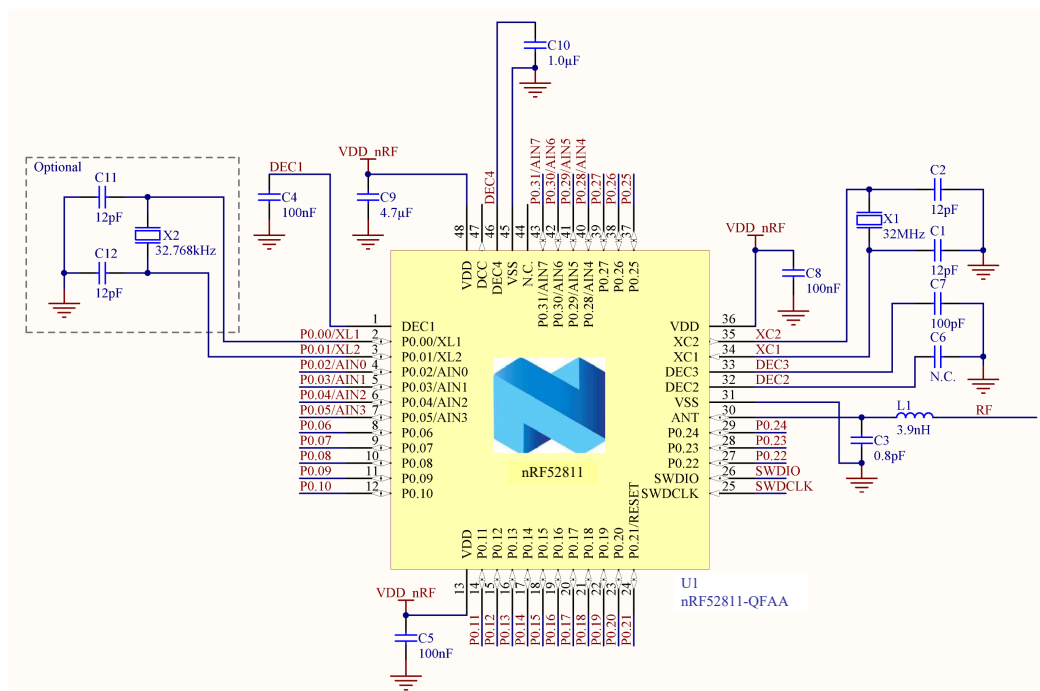 C10
1.0µF
Optional
C11
12pF
X2
32.768kHz
C12
12pF
DEC1
C4
100nF
VDD_nRF
C9
4.7µF
DEC4
P0.31/AIN7
P0.30/AIN6
P0.29/AIN5
P0.28/AIN4
P0.27
P0.26
P0.25
48
47
46
45
44
43
42
41
40
39
38
37
VDD
DCC
DEC4
VSS
N.C.
P0.31/AIN7
P0.30/AIN6
P0.29/AIN5
P0.28/AIN4
P0.27
P0.26
P0.25
C2
12pF
X1
32MHz
C1
12pF
VDD_nRF
C8
100nF
C7
100pF
C6
N.C.
1
DEC1
P0.00/XL1
2
P0.00/XL1
P0.01/XL2
3
P0.01/XL2
P0.02/AIN0
4
P0.02/AIN0
P0.03/AIN1
5
P0.03/AIN1
P0.04/AIN2
6
P0.04/AIN2
P0.05/AIN3
7
P0.05/AIN3
P0.06
8
P0.06
P0.07
9
P0.07
P0.08
10
P0.08
P0.09
11
P0.09
P0.10
12
P0.10
nRF52811
VDD
36
XC2
35
XC2
XC1
34
XC1
DEC3
33
DEC3
DEC2
32
DEC2
VSS
31
ANT
30
P0.24
29
P0.24
P0.23
28
P0.23
P0.22
27
P0.22
SWDIO
26
SWDIO
SWDCLK
25
SWDCLK
L1
3.9nH
RF
C3
0.8pF
VDD
P0.11
P0.12
P0.13
P0.14
P0.15
P0.16
P0.17
P0.18
P0.19
P0.20
P0.21/RESET
13
14
15
16
17
18
19
20
21
22
23
24
P0.11
P0.12
P0.13
P0.14
P0.15
P0.16
P0.17
P0.18
P0.19
P0.20
P0.21
VDD_nRF
C5
100nF
U1
nRF52811-QFAA